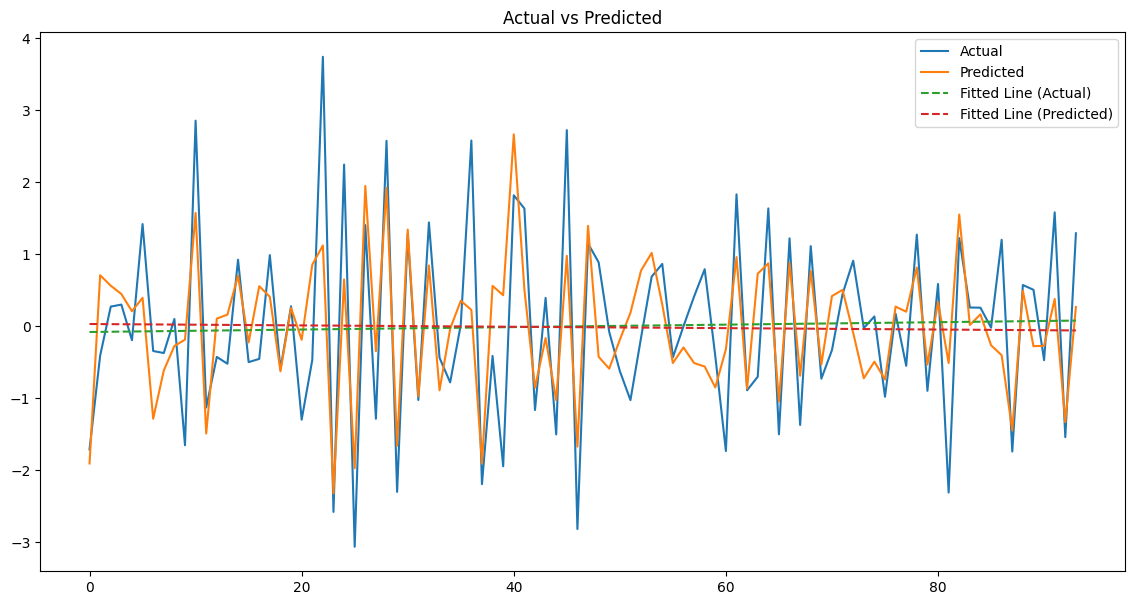 Actual vs Predicted
Actual
Predicted
Fitted Line (Actual)
Fitted Line (Predicted)
4
3
2
1
0
−1
−2
−3
0
20
40
60
80